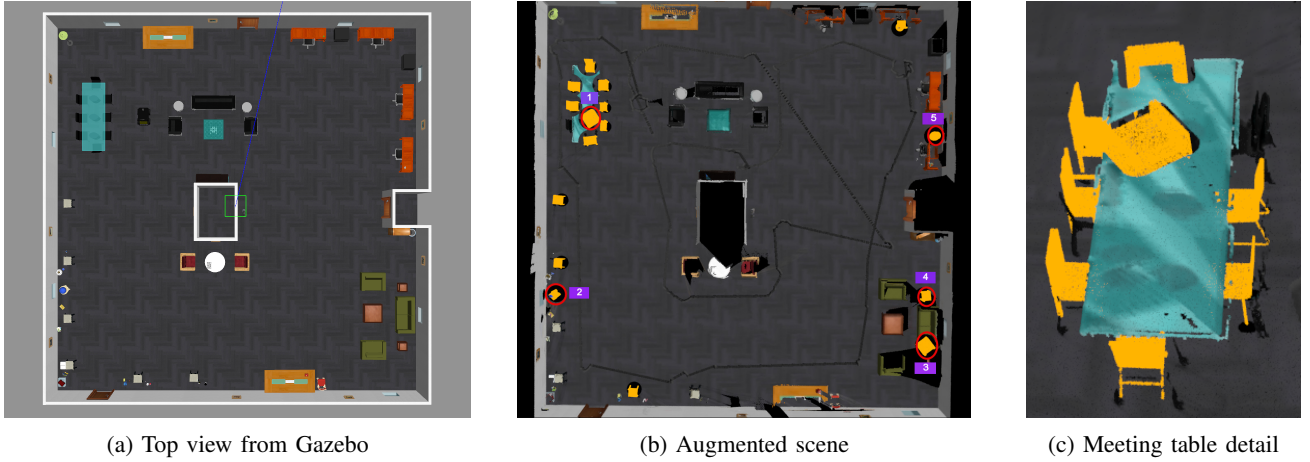 1
5
4
2
3
(a) Top view from Gazebo
(b) Augmented scene
(c) Meeting table detail